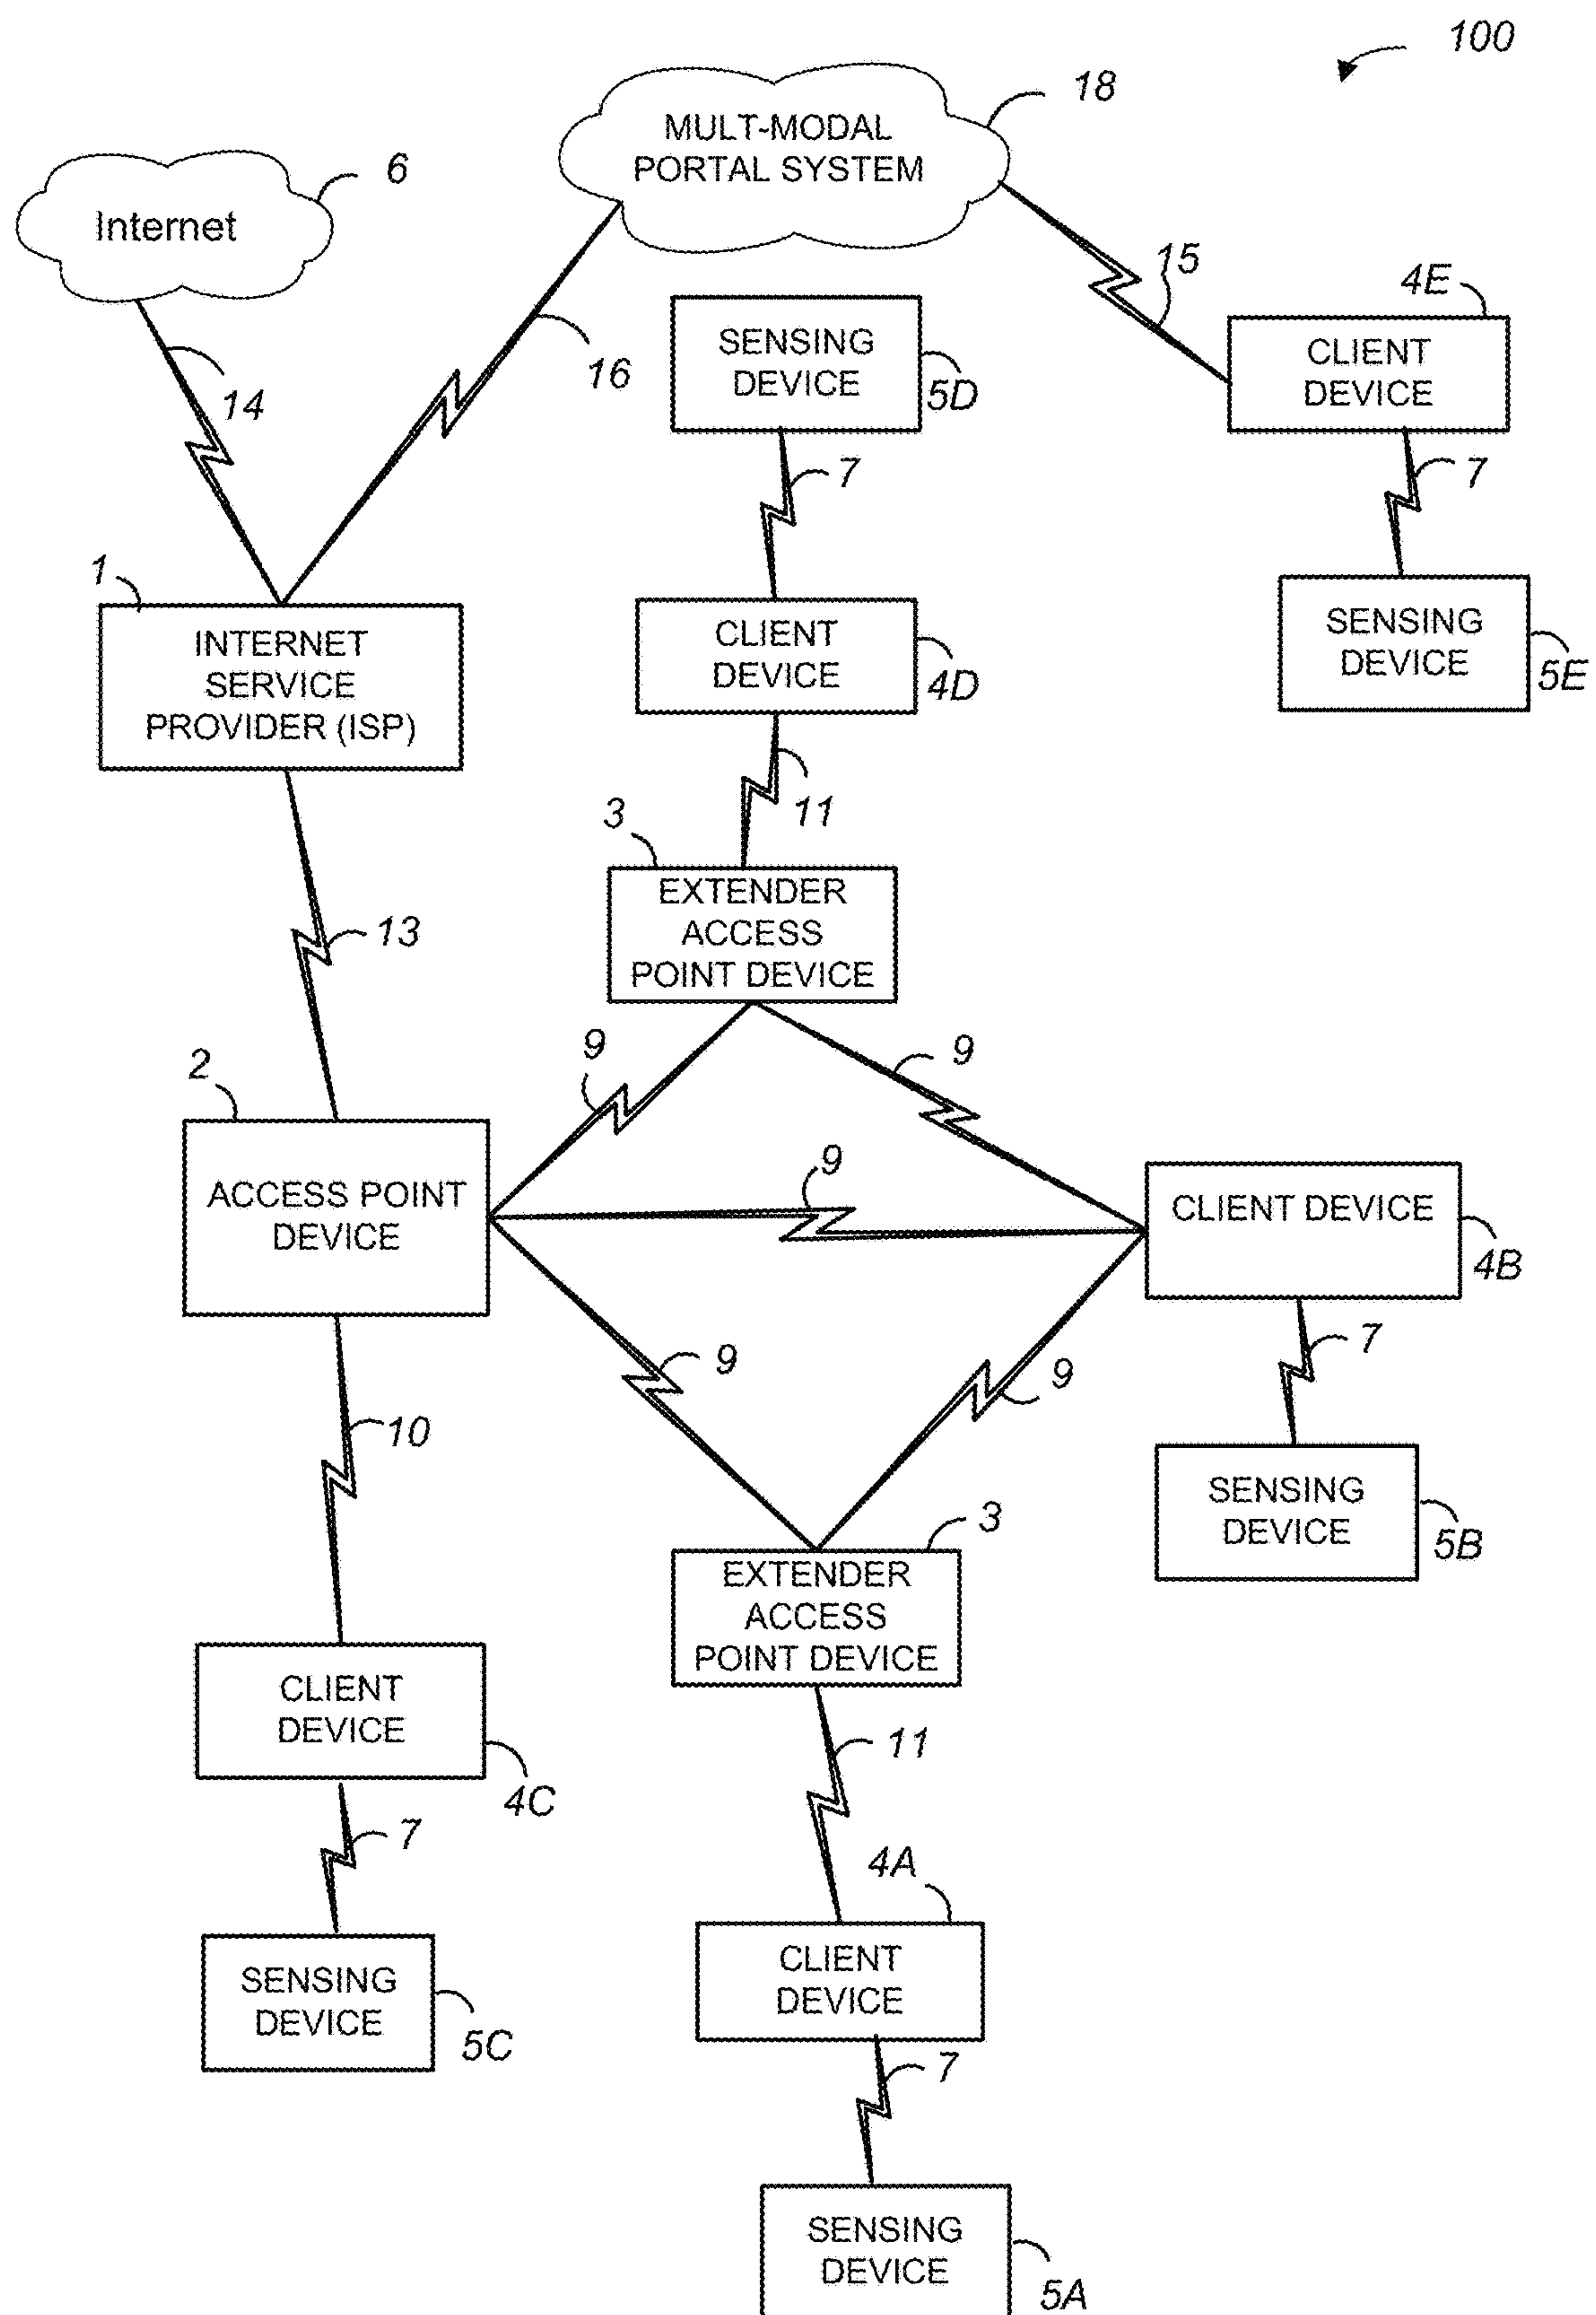 100
18
MULT-MODAL
PORTAL SYSTEM
6
Internet
15
4E
14
16
SENSING
DEVICE
5D
CLIENT
DEVICE
7
7
1
INTERNET
SERVICE
PROVIDER (ISP)
CLIENT
DEVICE
4D
SENSING
DEVICE
5E
3
11
EXTENDER
ACCESS
POINT DEVICE
13
9
9
2
ACCESS POINT
DEVICE
9
CLIENT DEVICE
4B
9
9
7
10
SENSING
DEVICE
5B
3
EXTENDER
ACCESS
POINT DEVICE
CLIENT
DEVICE
4C
11
7
4A
CLIENT
DEVICE
SENSING
DEVICE
5C
7
SENSING
DEVICE
5A